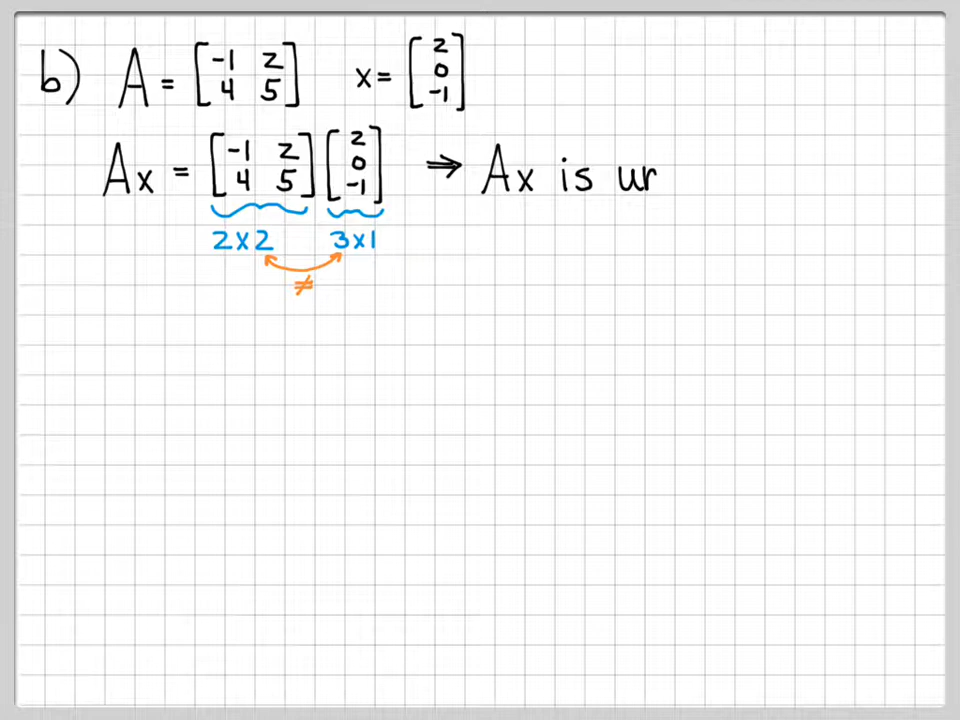 b) A = [-1 2; 4 5] x = [2; 0; -1]
Ax = [-1 2; 4 5] [2; 0; -1] ⇒ Ax is ur
2x2 3x1
≠